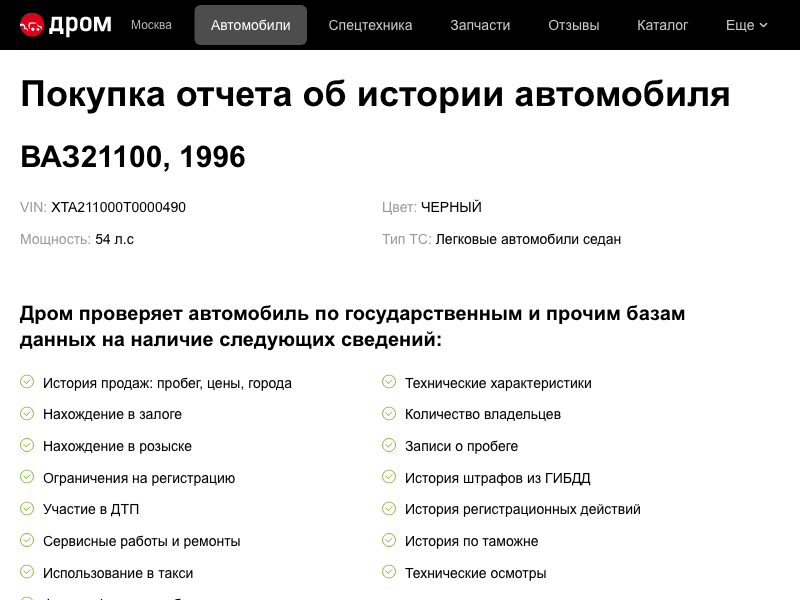 дром
Москва
Автомобили
Спецтехника
Запчасти
Отзывы
Каталог
Еще
Покупка отчета об истории автомобиля
ВАЗ21100, 1996
VIN: XTA211000T0000490
Цвет: ЧЕРНЫЙ
Мощность: 54 л.с
Тип ТС: Легковые автомобили седан
Дром проверяет автомобиль по государственным и прочим базам
данных на наличие следующих сведений:
История продаж: пробег, цены, города
Технические характеристики
Нахождение в залоге
Количество владельцев
Нахождение в розыске
Записи о пробеге
Ограничения на регистрацию
История штрафов из ГИБДД
Участие в ДТП
История регистрационных действий
Сервисные работы и ремонты
История по таможне
Использование в такси
Технические осмотры